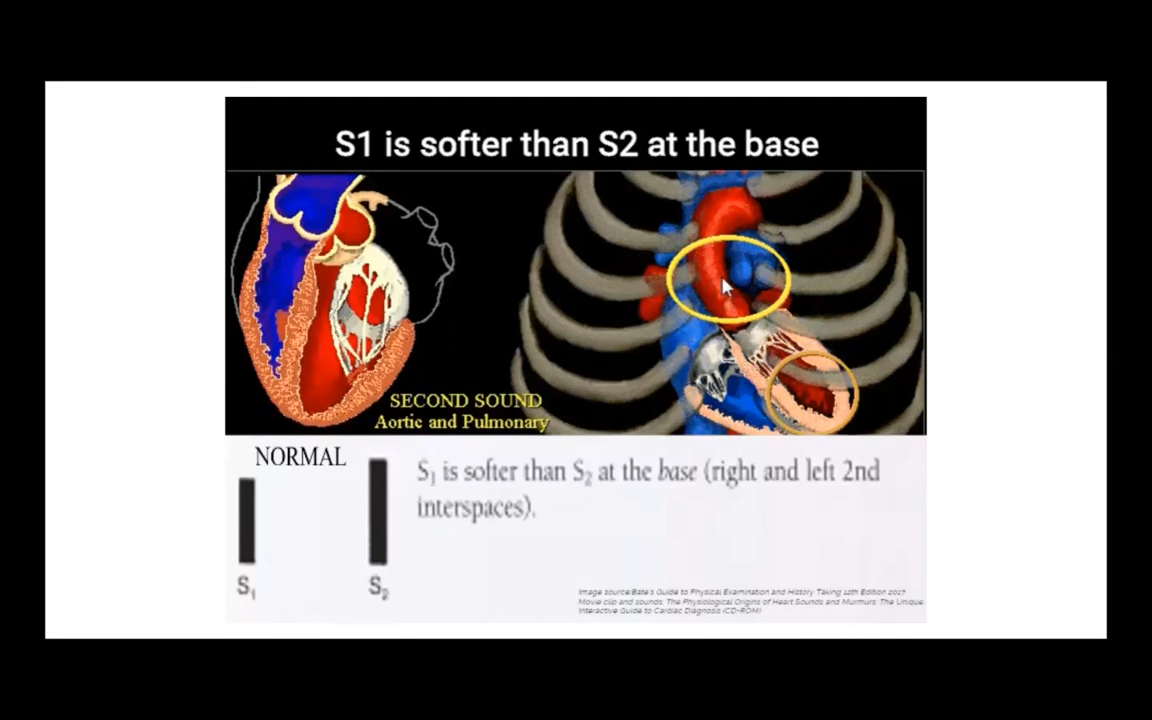 S1 is softer than S2 at the base
SECOND SOUND
Aortic and Pulmonary
NORMAL
S₁ is softer than S₂ at the base (right and left 2nd
interspaces).
S₁
S₂
Image source:Bate's Guide to Physical Examination and History Taking 12th Edition 2017
Movie clip and sounds: The Physiological Origins of Heart Sounds and Murmurs: The Unique
Interactive Guide to Cardiac Diagnosis (CD-ROM)